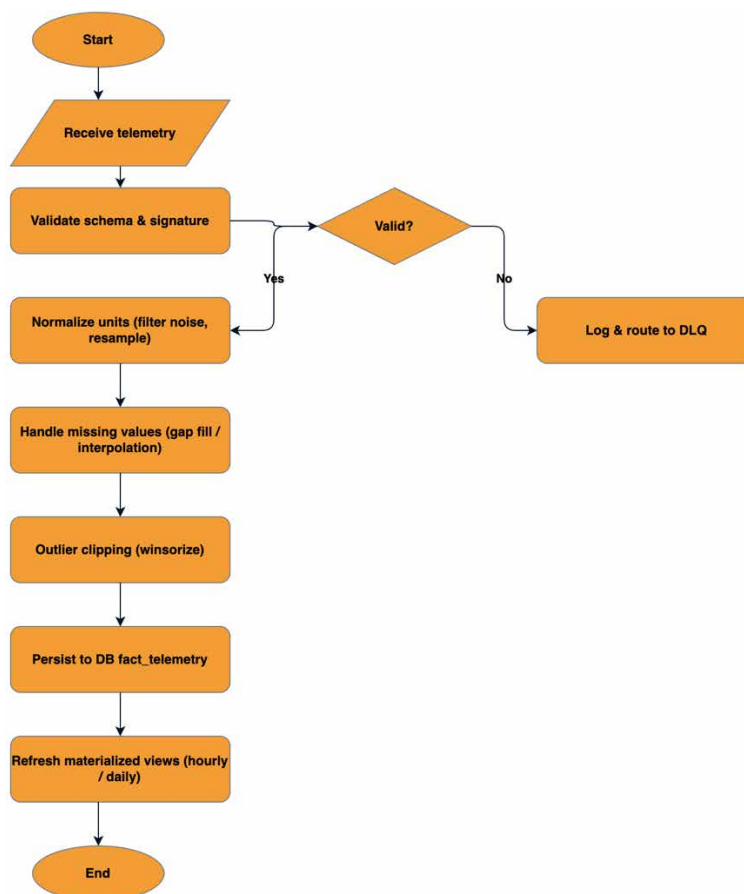 Start
Receive telemetry
Validate schema & signature
Valid?
Yes
No
Normalize units (filter noise,
resample)
Log & route to DLQ
Handle missing values (gap fill /
interpolation)
Outlier clipping (winsorize)
Persist to DB fact_telemetry
Refresh materialized views (hourly
/ daily)
End